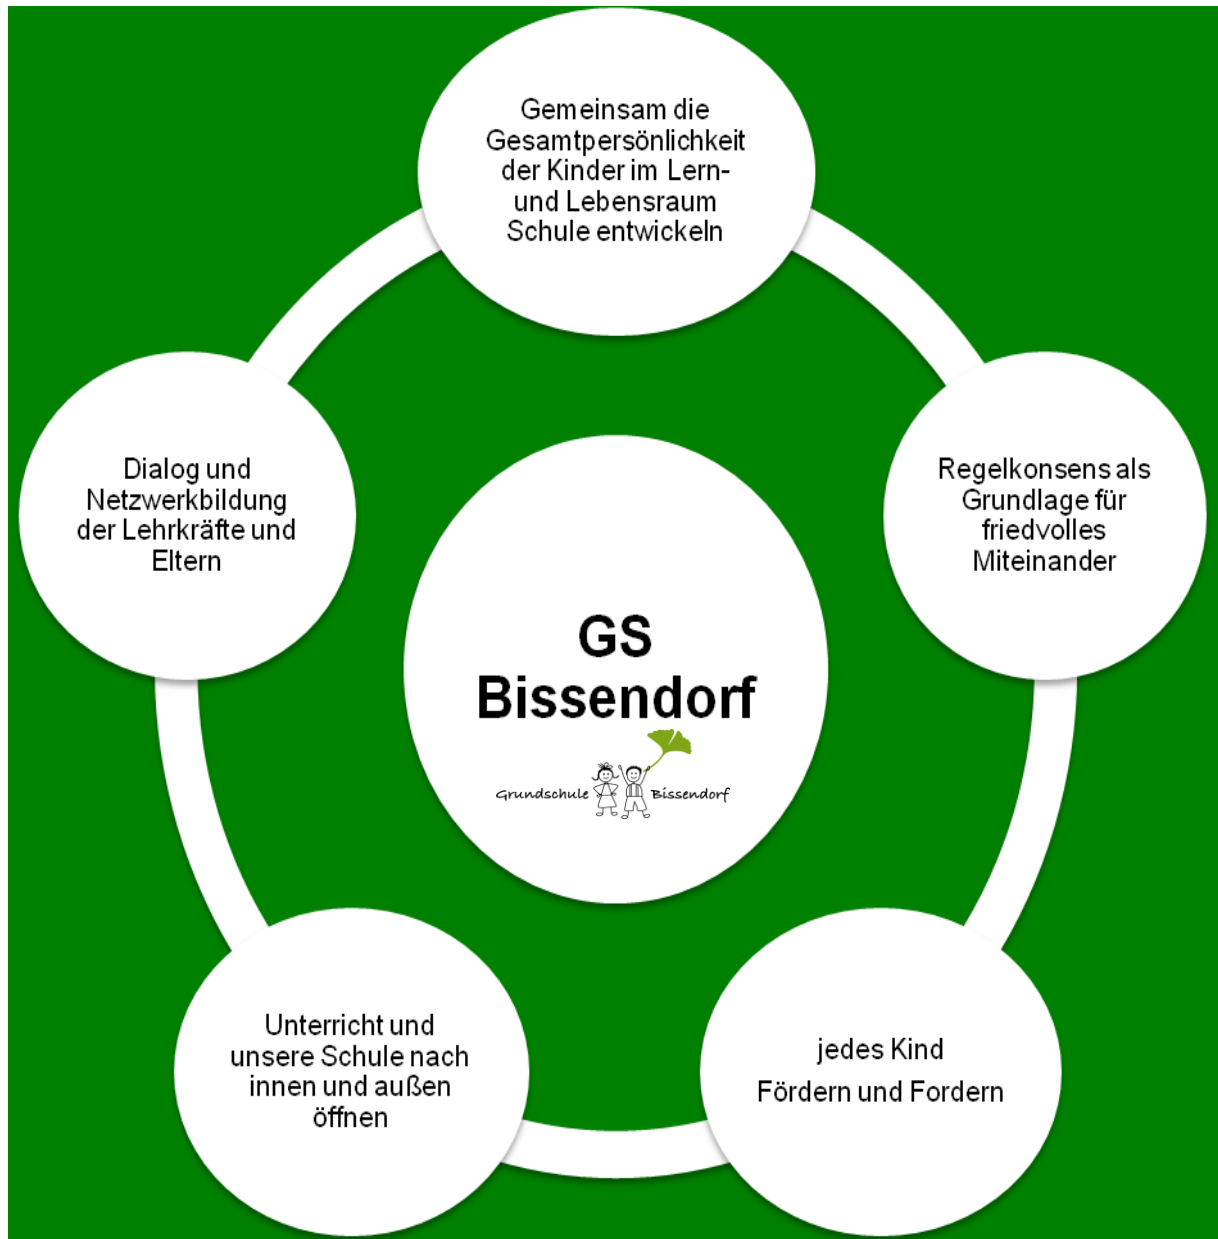 Gemeinsam die
Gesamtpersönlichkeit
der Kinder im Lern-
und Lebensraum
Schule entwickeln
Dialog und
Netzwerkbildung
der Lehrkräfte und
Eltern
Regelkonsens als
Grundlage für
friedvolles
Miteinander
GS
Bissendorf
Grundschule Bissendorf
Unterricht und
unsere Schule nach
innen und außen
öffnen
jedes Kind
Fördern und Fordern